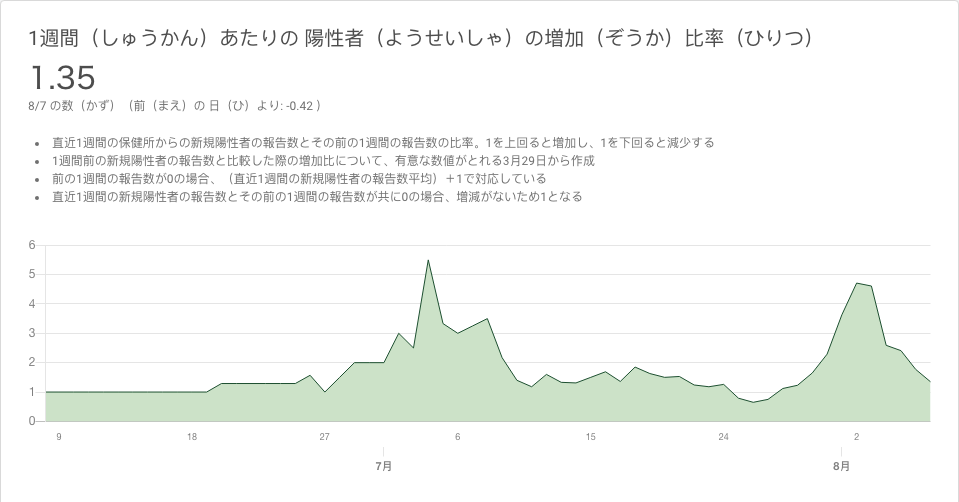 1週間（しゅうかん）あたりの 陽性者（ようせいしゃ）の増加（ぞうか）比率（ひりつ）
1.35
8/7 の数（かず）（前（まえ）の 日（ひ）より: -0.42 ）
• 直近1週間の保健所からの新規陽性者の報告数とその前の1週間の報告数の比率。1を上回ると増加し、1を下回ると減少する
• 1週間前の新規陽性者の報告数と比較した際の増加比について、有意な数値がとれる3月29日から作成
• 前の1週間の報告数が0の場合、（直近1週間の新規陽性者の報告数平均）＋1で対応している
• 直近1週間の新規陽性者の報告数とその前の1週間の報告数が共に0の場合、増減がないため1となる
6
5
4
3
2
1
0
9 18 27 6 15 24 2
7月 8月